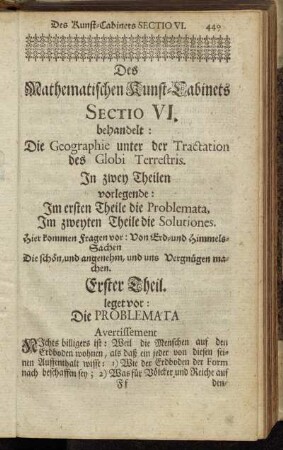 Des Kunst-Cabinets SECTIO VI. 449
Des
Mathematischen Kunst-Cabinets
SECTIO VI.
behandelt:
Die Geographie unter der Tractation
des Globi Terrestris.
In zwey Theilen
vorlegende:
Im ersten Theile die Problemata,
Im zweyten Theile die Solutiones.
Hier kommen Fragen vor: Von Erd-und Himmels-
Sachen
Die schön, und angenehm, und uns Vergnügen ma-
chen.
Erster Theil.
leget vor:
Die PROBLEMATA
Avertissement
NIchts billigers ist: Weil die Menschen auf den
Erdboden wohnen, als daß ein jeder von diesen sei-
nen Auffenthalt wisse: 1) Wie der Erdboden der Form
nach beschaffen sey; 2) Was für Völcker und Reiche auf
Ff den-